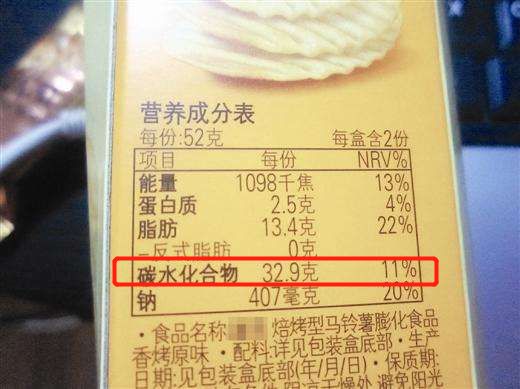 营养成分表
每份:52克 每盒含2份
项目 每份 NRV%
能量 1098千焦 13%
蛋白质 2.5克 4%
脂肪 13.4克 22%
-反式脂肪 0克
碳水化合物 32.9克 11%
钠 407毫克 20%
·食品名称 焙烤型马铃薯膨化食品
香烤原味·配料:详见包装盒底部·生产
日期:见包装盒底部(年/月/日)·保质期:
避免阳光